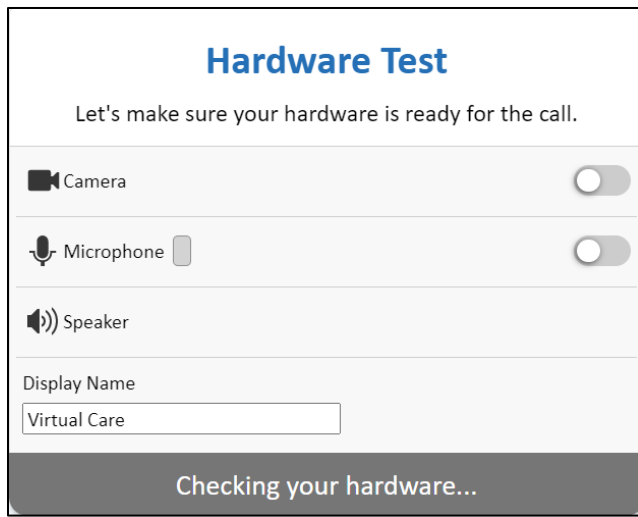 Hardware Test
Let's make sure your hardware is ready for the call.
Camera
Microphone
Speaker
Display Name
Virtual Care
Checking your hardware...